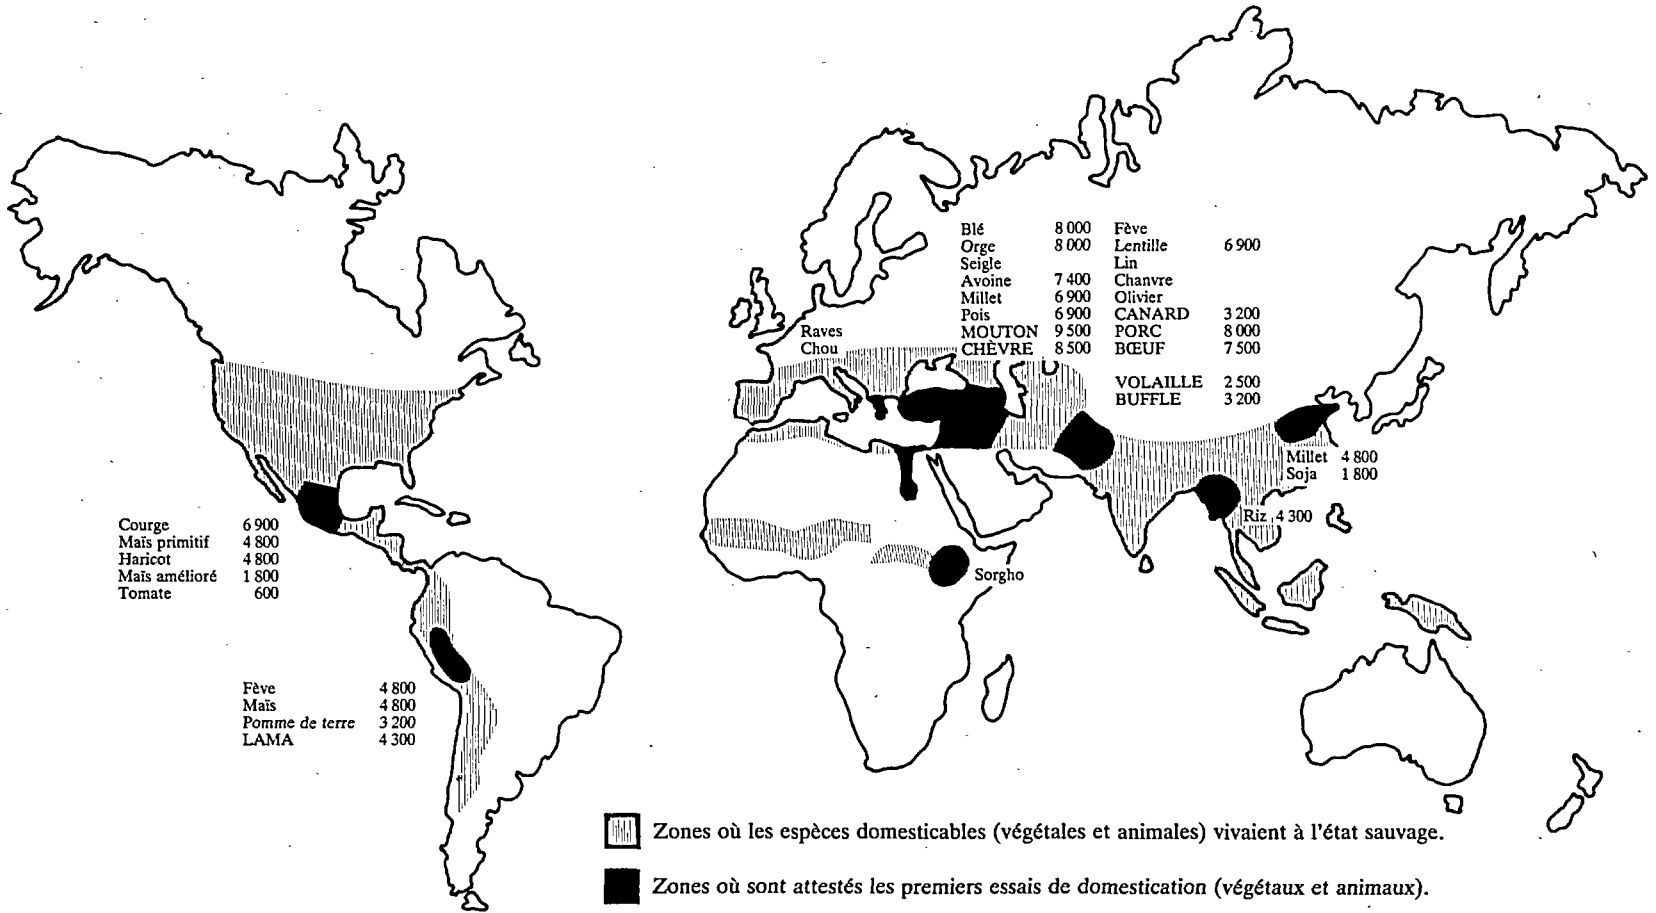 Blé 8 000 Fève
Orge 8 000 Lentille 6 900
Seigle Lin
Avoine 7 400 Chanvre
Millet 6 900 Olivier
Pois 6 900 CANARD 3 200
MOUTON 9 500 PORC 8 000
CHÈVRE 8 500 BŒUF 7 500
VOLAILLE 2 500
BUFFLE 3 200
Raves
Chou
Millet 4 800
Soja 1 800
Riz 4 300
Sorgho
Courge 6 900
Maïs primitif 4 800
Haricot 4 800
Maïs amélioré 1 800
Tomate 600
Fève 4 800
Maïs 4 800
Pomme de terre 3 200
LAMA 4 300
Zones où les espèces domesticables (végétales et animales) vivaient à l'état sauvage.
Zones où sont attestés les premiers essais de domestication (végétaux et animaux).